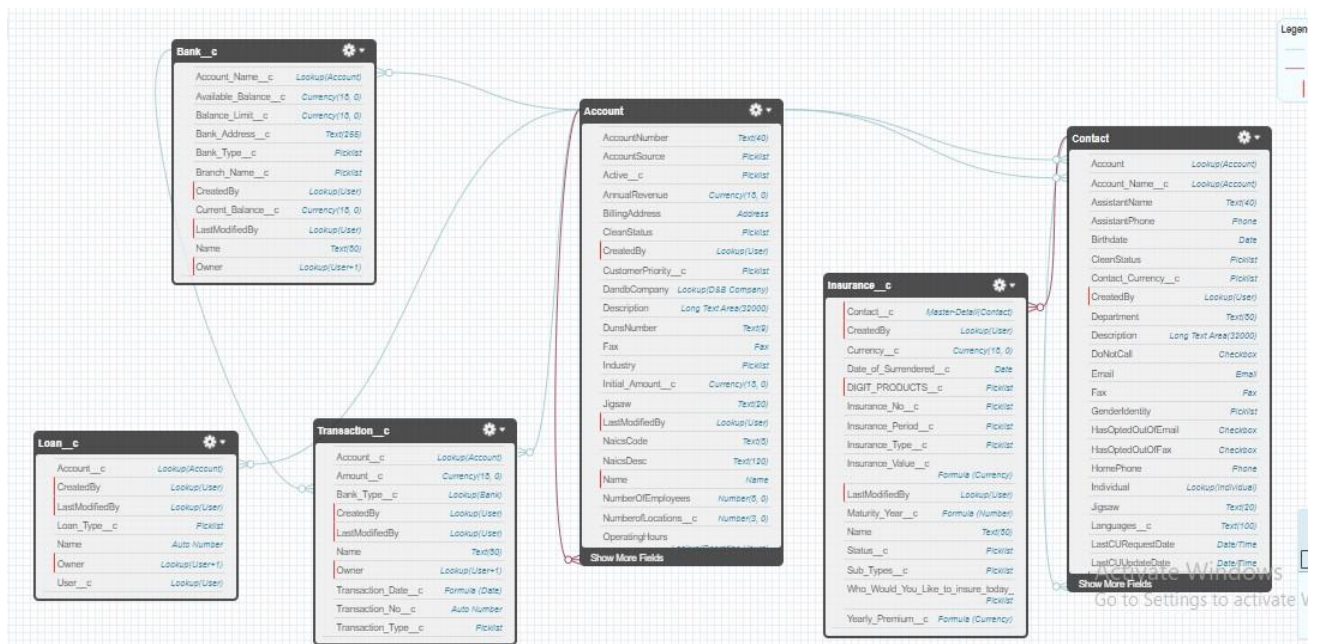 Legen
Bank__c
Account_Name__c Lookup(Account)
Available_Balance__c Currency(16, 0)
Balance_Limit__c Currency(16, 0)
Bank_Address__c Text(255)
Bank_Type__c Picklist
Branch_Name__c Picklist
CreatedBy Lookup(User)
Current_Balance__c Currency(16, 0)
LastModifiedBy Lookup(User)
Name Text(50)
Owner Lookup(User+1)
Account
AccountNumber Text(40)
AccountSource Picklist
Active__c Picklist
AnnualRevenue Currency(18, 0)
BillingAddress Address
CleanStatus Picklist
CreatedBy Lookup(User)
CustomerPriority__c Picklist
DandbCompany Lookup(D&B Company)
Description Long Text Area(32000)
DunsNumber Text(9)
Fax Fax
Industry Picklist
Initial_Amount__c Currency(18, 0)
Jigsaw Text(20)
LastModifiedBy Lookup(User)
NaicsCode Text(8)
NaicsDesc Text(120)
Name Name
NumberOfEmployees Number(8, 0)
NumberofLocations__c Number(3, 0)
OperatingHours
Show More Fields
Contact
Account Lookup(Account)
Account_Name__c Lookup(Account)
AssistantName Text(40)
AssistantPhone Phone
Birthdate Date
CleanStatus Picklist
Contact_Currency__c Picklist
CreatedBy Lookup(User)
Department Text(80)
Description Long Text Area(32000)
DoNotCall Checkbox
Email Email
Fax Fax
GenderIdentity Picklist
HasOptedOutOfEmail Checkbox
HasOptedOutOfFax Checkbox
HomePhone Phone
Individual Lookup(Individual)
Jigsaw Text(20)
Languages__c Text(100)
LastCURequestDate Date/Time
LastCUUpdateDate Date/Time
Show More Fields
Insurance__c
Contact__c Master-Detail(Contact)
CreatedBy Lookup(User)
Currency__c Currency(18, 0)
Date_of_Surrendered__c Date
DIGIT_PRODUCTS__c Picklist
Insurance_No__c Picklist
Insurance_Period__c Picklist
Insurance_Type__c Picklist
Insurance_Value__c
Formula (Currency)
LastModifiedBy Lookup(User)
Maturity_Year__c Formula (Number)
Name Text(80)
Status__c Picklist
Sub_Types__c Picklist
Who_Would_You_Like_to_insure_today_
Picklist
Yearly_Premium__c Formula (Currency)
Loan__c
Account__c Lookup(Account)
CreatedBy Lookup(User)
LastModifiedBy Lookup(User)
Loan_Type__c Picklist
Name Auto Number
Owner Lookup(User+1)
User__c Lookup(User)
Transaction__c
Account__c Lookup(Account)
Amount__c Currency(18, 0)
Bank_Type__c Lookup(Bank)
CreatedBy Lookup(User)
LastModifiedBy Lookup(User)
Name Text(80)
Owner Lookup(User+1)
Transaction_Date__c Formula (Date)
Transaction_No__c Auto Number
Transaction_Type__c Picklist
Activate Windows
Go to Settings to activate